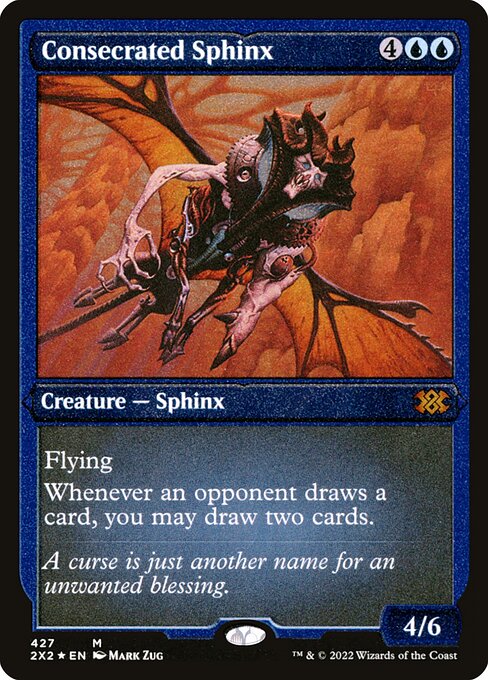 Consecrated Sphinx 4
Creature — Sphinx
Flying
Whenever an opponent draws a
card, you may draw two cards.
A curse is just another name for an
unwanted blessing.
4/6
427 M
2X2 ★ EN Mark Zug
™ & © 2022 Wizards of the Coast